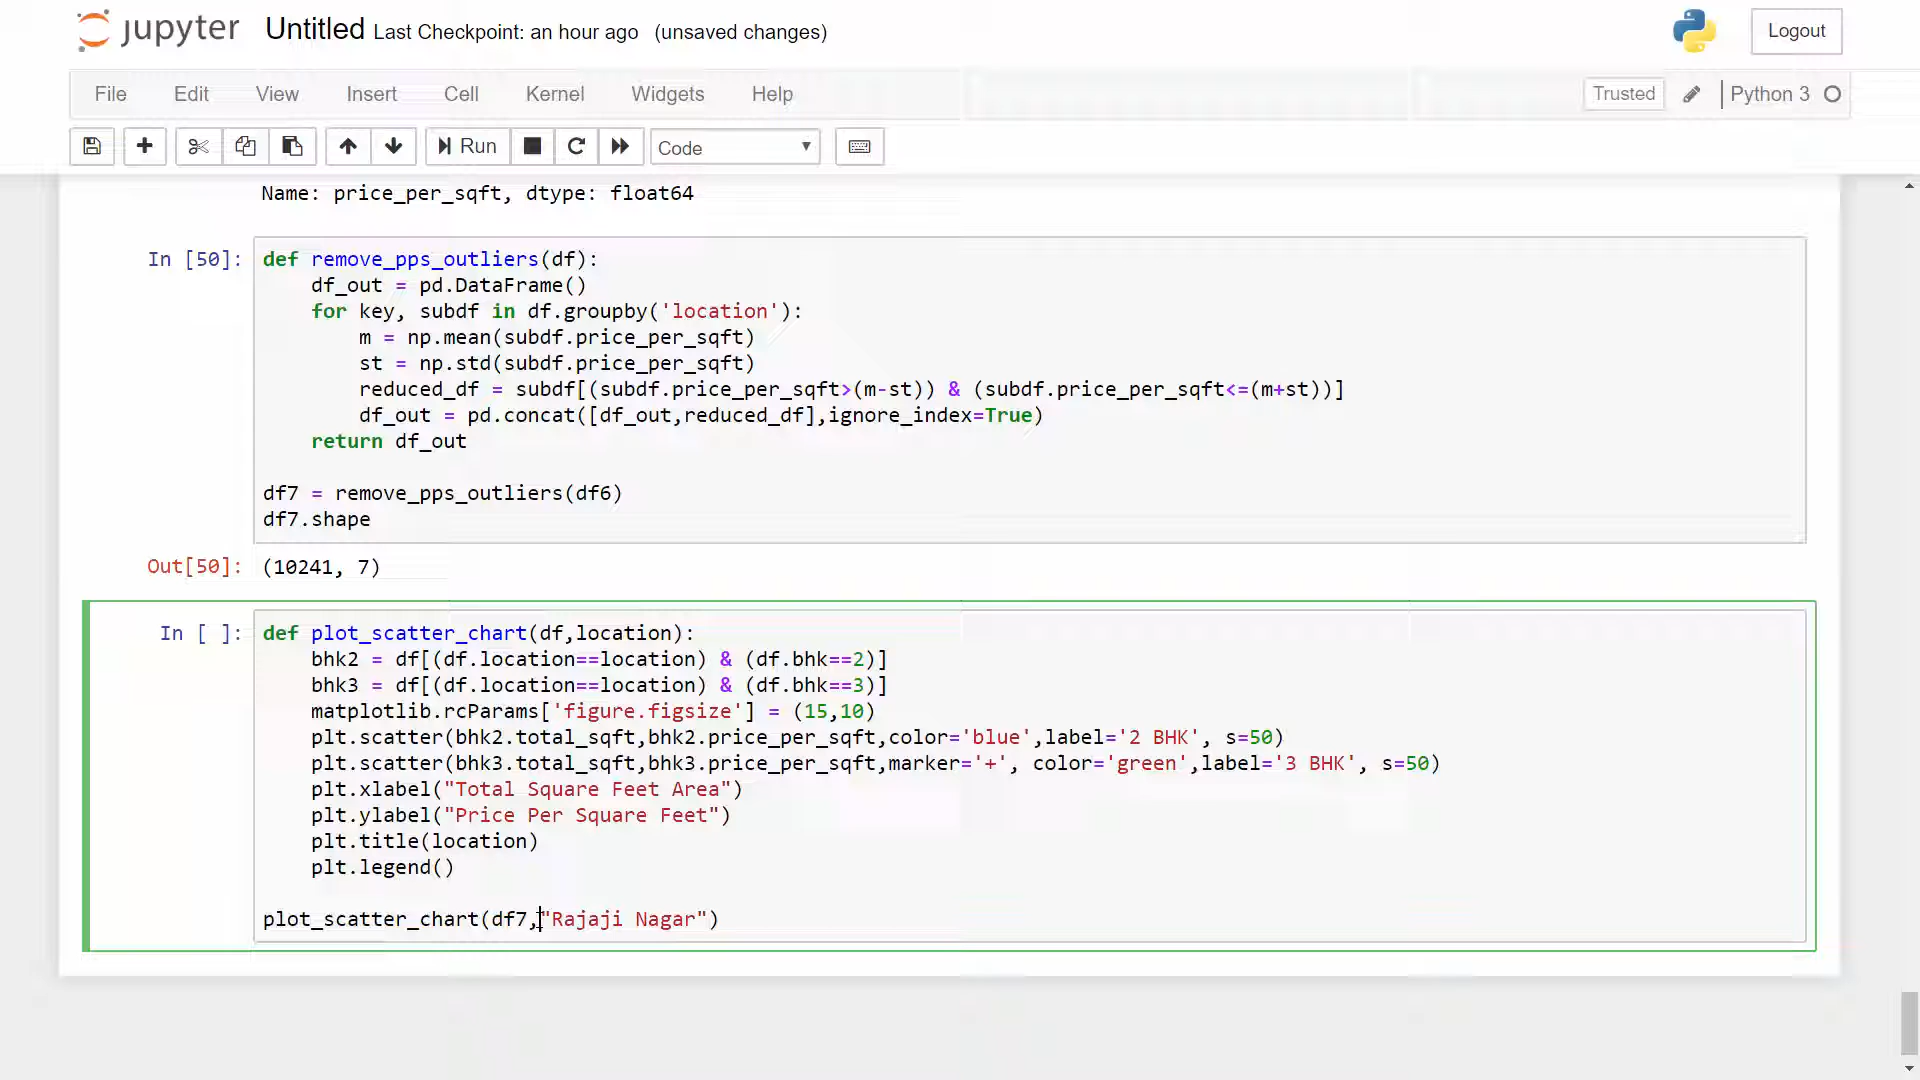 jupyter Untitled Last Checkpoint: an hour ago (unsaved changes) Logout
File Edit View Insert Cell Kernel Widgets Help Trusted Python 3
Run Code
Name: price_per_sqft, dtype: float64
In [50]: def remove_pps_outliers(df):
    df_out = pd.DataFrame()
    for key, subdf in df.groupby('location'):
        m = np.mean(subdf.price_per_sqft)
        st = np.std(subdf.price_per_sqft)
        reduced_df = subdf[(subdf.price_per_sqft>(m-st)) & (subdf.price_per_sqft<=(m+st))]
        df_out = pd.concat([df_out,reduced_df],ignore_index=True)
    return df_out
df7 = remove_pps_outliers(df6)
df7.shape
Out[50]: (10241, 7)
In [ ]: def plot_scatter_chart(df,location):
    bhk2 = df[(df.location==location) & (df.bhk==2)]
    bhk3 = df[(df.location==location) & (df.bhk==3)]
    matplotlib.rcParams['figure.figsize'] = (15,10)
    plt.scatter(bhk2.total_sqft,bhk2.price_per_sqft,color='blue',label='2 BHK', s=50)
    plt.scatter(bhk3.total_sqft,bhk3.price_per_sqft,marker='+', color='green',label='3 BHK', s=50)
    plt.xlabel("Total Square Feet Area")
    plt.ylabel("Price Per Square Feet")
    plt.title(location)
    plt.legend()
plot_scatter_chart(df7,"Rajaji Nagar")